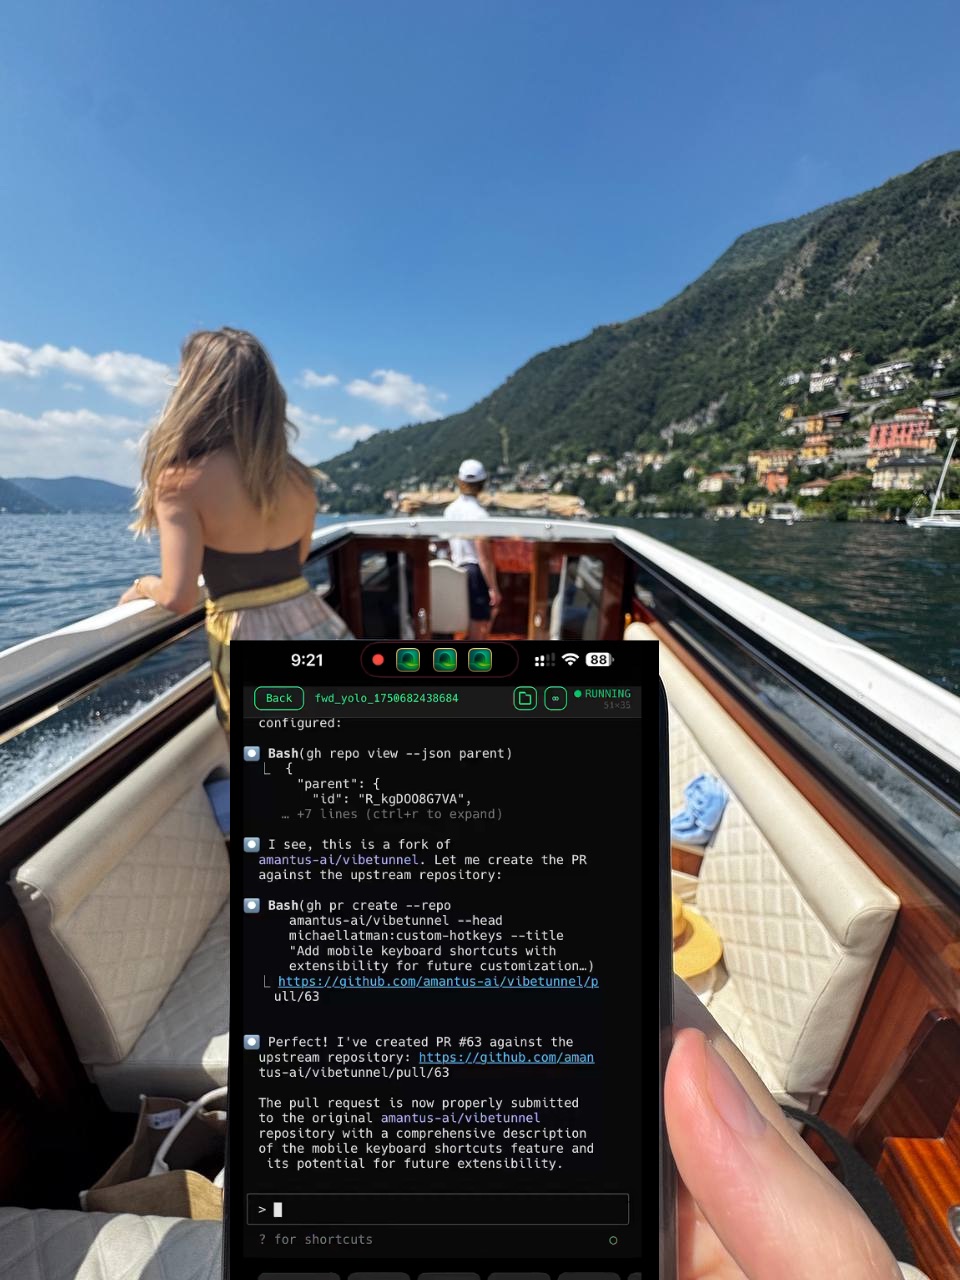 9:21
88
Back fwd_yolo_1750682438684 ∞ RUNNING
51×35
configured:
Bash(gh repo view --json parent)
{
"parent": {
"id": "R_kgDOO8G7VA",
… +7 lines (ctrl+r to expand)
I see, this is a fork of
amantus-ai/vibetunnel. Let me create the PR
against the upstream repository:
Bash(gh pr create --repo
amantus-ai/vibetunnel --head
michaellatman:custom-hotkeys --title
"Add mobile keyboard shortcuts with
extensibility for future customization…)
https://github.com/amantus-ai/vibetunnel/p
ull/63
Perfect! I've created PR #63 against the
upstream repository: https://github.com/aman
tus-ai/vibetunnel/pull/63
The pull request is now properly submitted
to the original amantus-ai/vibetunnel
repository with a comprehensive description
of the mobile keyboard shortcuts feature and
its potential for future extensibility.
>
? for shortcuts